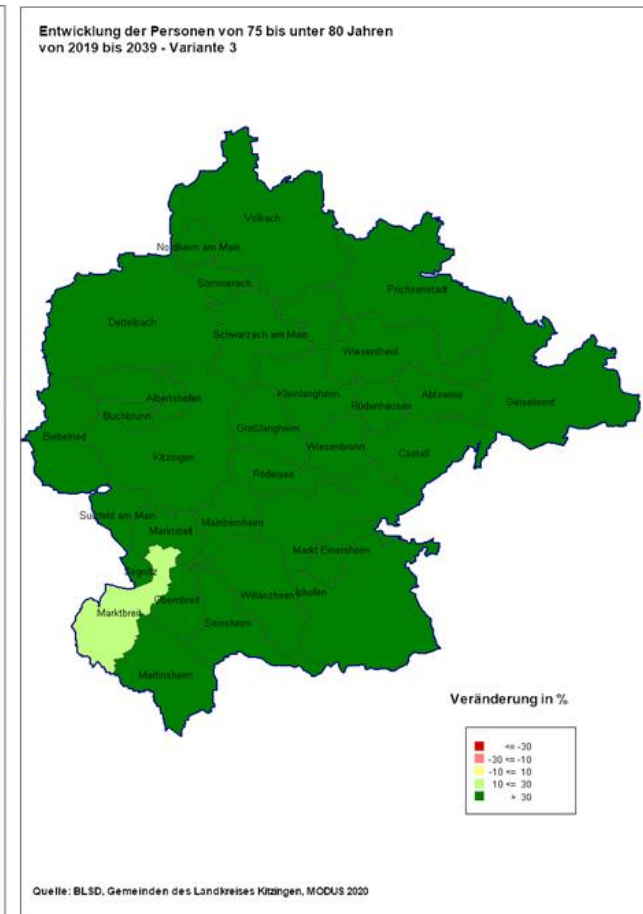 Entwicklung der Personen von 75 bis unter 80 Jahren
von 2019 bis 2039 - Variante 3
Volkach
Nordheim am Main
Sommerach
Prichsenstadt
Dettelbach
Schwarzach am Main
Wiesentheid
Albertshofen
Kleinlangheim
Abtswind
Geiselwind
Rüdenhausen
Buchbrunn
Großlangheim
Biebelried
Wiesenbronn
Castell
Kitzingen
Rödelsee
Sulzfeld am Main
Mainbernheim
Marktsteft
Markt Einersheim
Segnitz
Iphofen
Willanzheim
Obernbreit
Marktbreit
Seinsheim
Martinsheim
Veränderung in %
<= -30
-30 <= -10
-10 <= 10
10 <= 30
> 30
Quelle: BLSD, Gemeinden des Landkreises Kitzingen, MODUS 2020